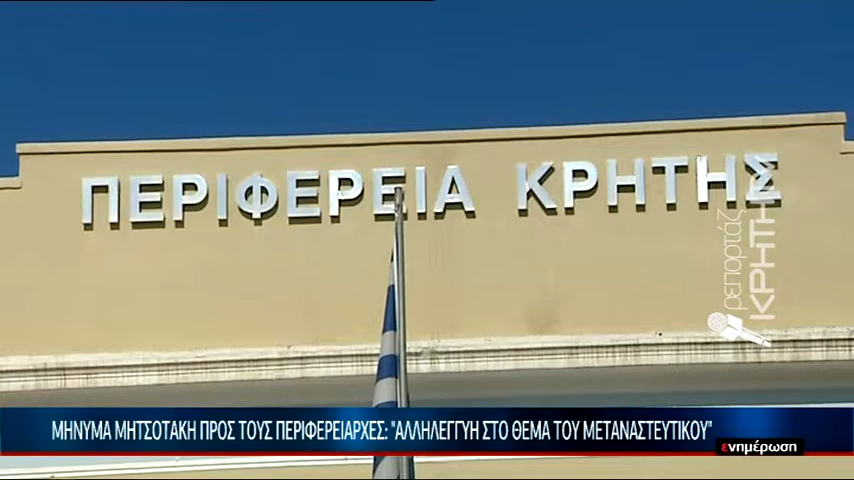 ΠΕΡΙΦΕΡΕΙΑ ΚΡΗΤΗΣ
ρεπορτάζ
ΚΡΗΤΗ
ΜΗΝΥΜΑ ΜΗΤΣΟΤΑΚΗ ΠΡΟΣ ΤΟΥΣ ΠΕΡΙΦΕΡΕΙΑΡΧΕΣ: "ΑΛΛΗΛΕΓΓΥΗ ΣΤΟ ΘΕΜΑ ΤΟΥ ΜΕΤΑΝΑΣΤΕΥΤΙΚΟΥ"
ενημέρωση